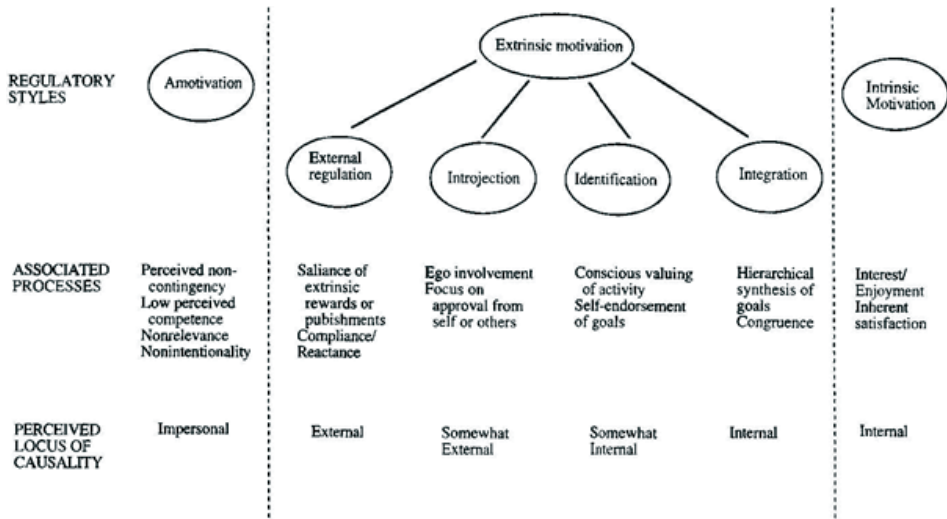 Extrinsic motivation
REGULATORY
STYLES
Amotivation
Intrinsic
Motivation
External
regulation
Introjection
Identification
Integration
ASSOCIATED
PROCESSES
Perceived non-
contingency
Low perceived
competence
Nonrelevance
Nonintentionality
Saliance of
extrinsic
rewards or
pubishments
Compliance/
Reactance
Ego involvement
Focus on
approval from
self or others
Conscious valuing
of activity
Self-endorsement
of goals
Hierarchical
synthesis of
goals
Congruence
Interest/
Enjoyment
Inherent
satisfaction
PERCEIVED
LOCUS OF
CAUSALITY
Impersonal
External
Somewhat
External
Somewhat
Internal
Internal
Internal